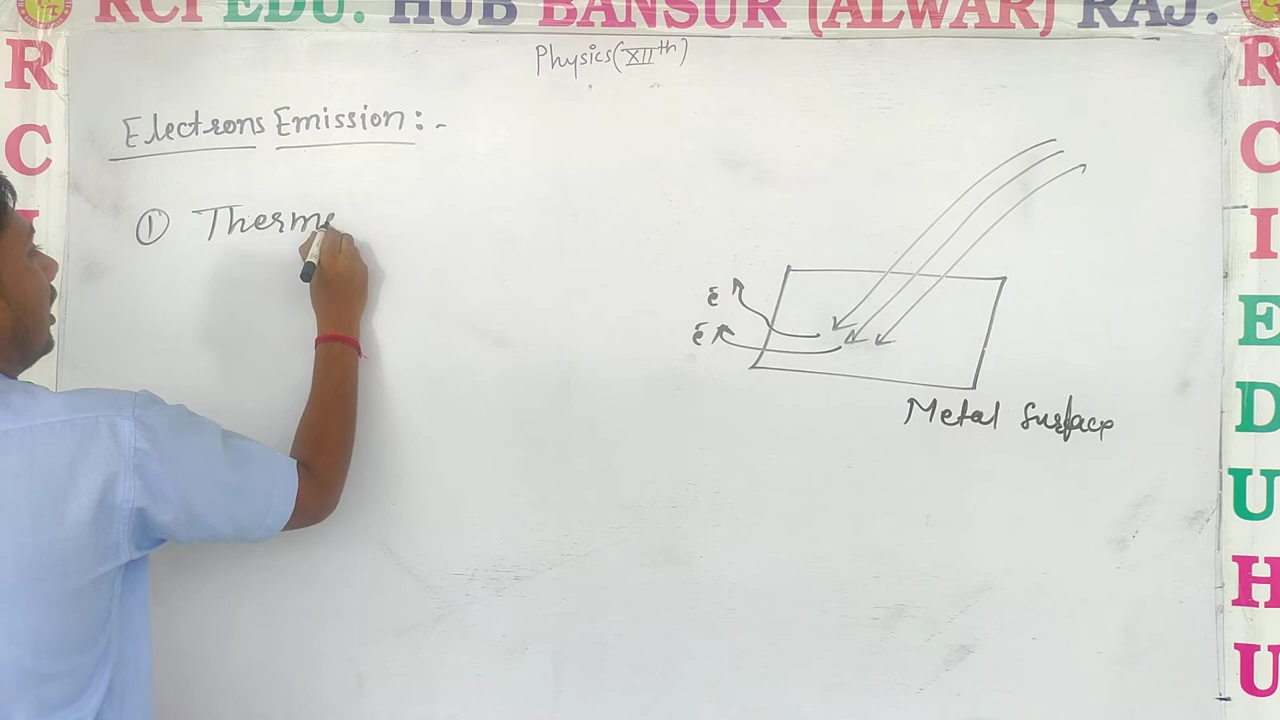 RCI EDU. HUB BANSUR (ALWAR) RAJ.
Physics(XIIth)
Electrons Emission:-
① Therm
ē
ē
Metal Surface
R
C
I
R
C
I
E
D
U
H
U